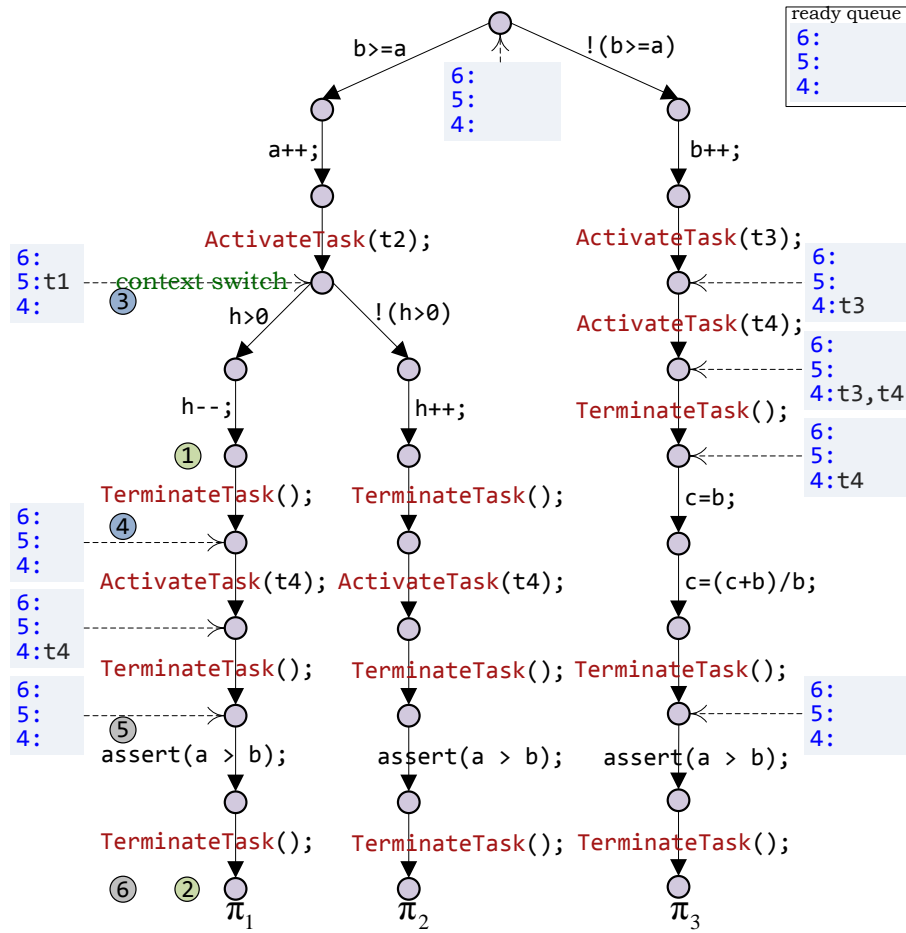 ready queue
6:
5:
4:
b>=a
!(b>=a)
6:
5:
4:
a++;
b++;
ActivateTask(t2);
ActivateTask(t3);
6:
5:t1
4:
context switch
3
6:
5:
4:t3
h>0
!(h>0)
ActivateTask(t4);
6:
5:
4:t3,t4
h--;
h++;
TerminateTask();
1
6:
5:
4:t4
TerminateTask();
TerminateTask();
c=b;
6:
5:
4:
4
ActivateTask(t4);
ActivateTask(t4);
c=(c+b)/b;
6:
5:
4:t4
TerminateTask();
TerminateTask();
TerminateTask();
6:
5:
4:
5
6:
5:
4:
assert(a > b);
assert(a > b);
assert(a > b);
TerminateTask();
TerminateTask();
TerminateTask();
6
2
π1
π2
π3